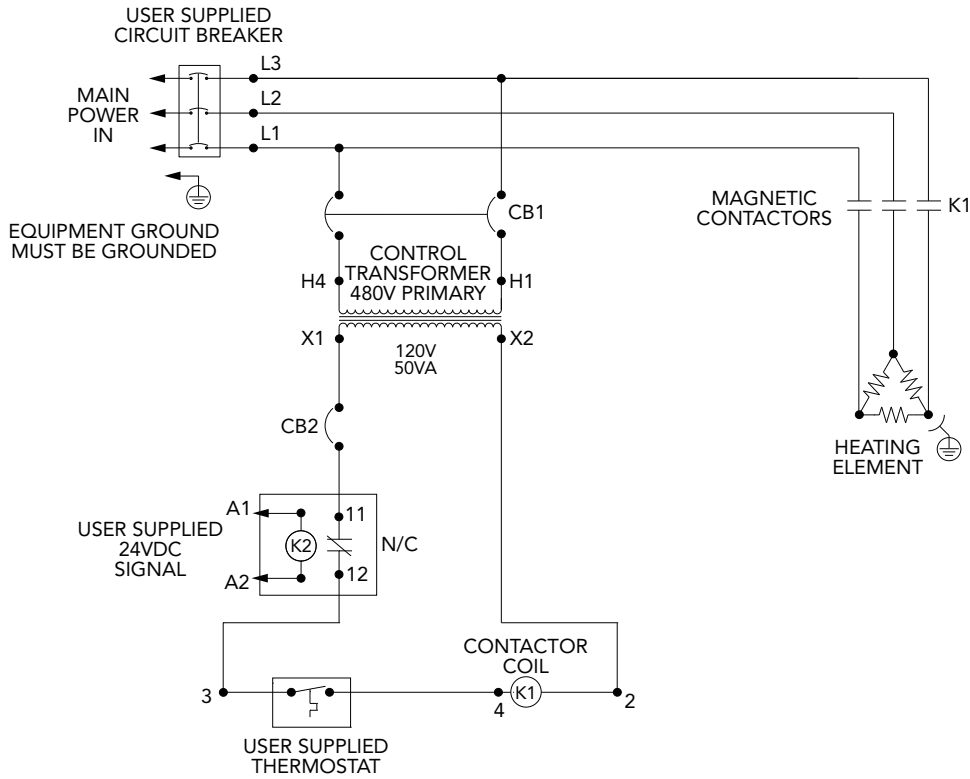 USER SUPPLIED
CIRCUIT BREAKER
L3
MAIN
POWER
IN
L2
L1
EQUIPMENT GROUND
MUST BE GROUNDED
CB1
MAGNETIC
CONTACTORS
K1
CONTROL
TRANSFORMER
480V PRIMARY
H4
H1
X1
X2
120V
50VA
CB2
HEATING
ELEMENT
USER SUPPLIED
24VDC
SIGNAL
A1
A2
K2
11
12
N/C
CONTACTOR
COIL
3
4
K1
2
USER SUPPLIED
THERMOSTAT